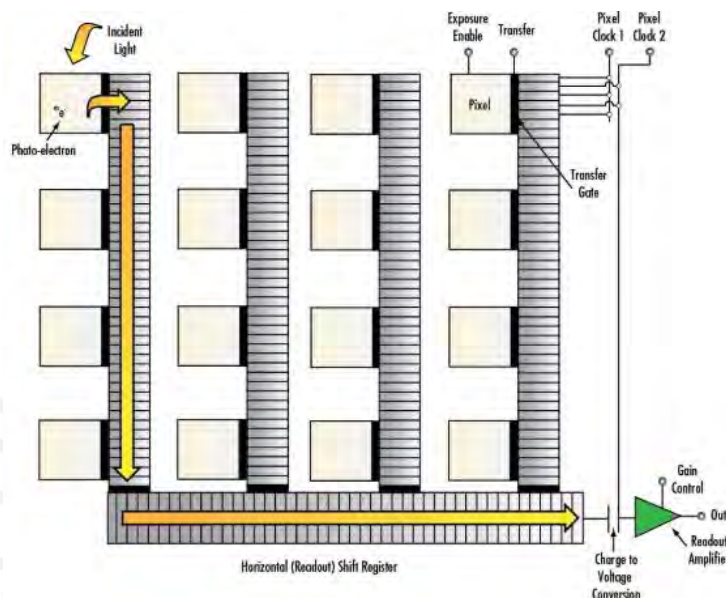 Incident
Light
Exposure
Enable
Transfer
Pixel
Clock 1
Pixel
Clock 2
Pixel
e
Photo-electron
Transfer
Gate
Gain
Control
Out
Readout
Amplifie
Horizontal (Readout) Shift Register
Charge to
Voltage
Conversion